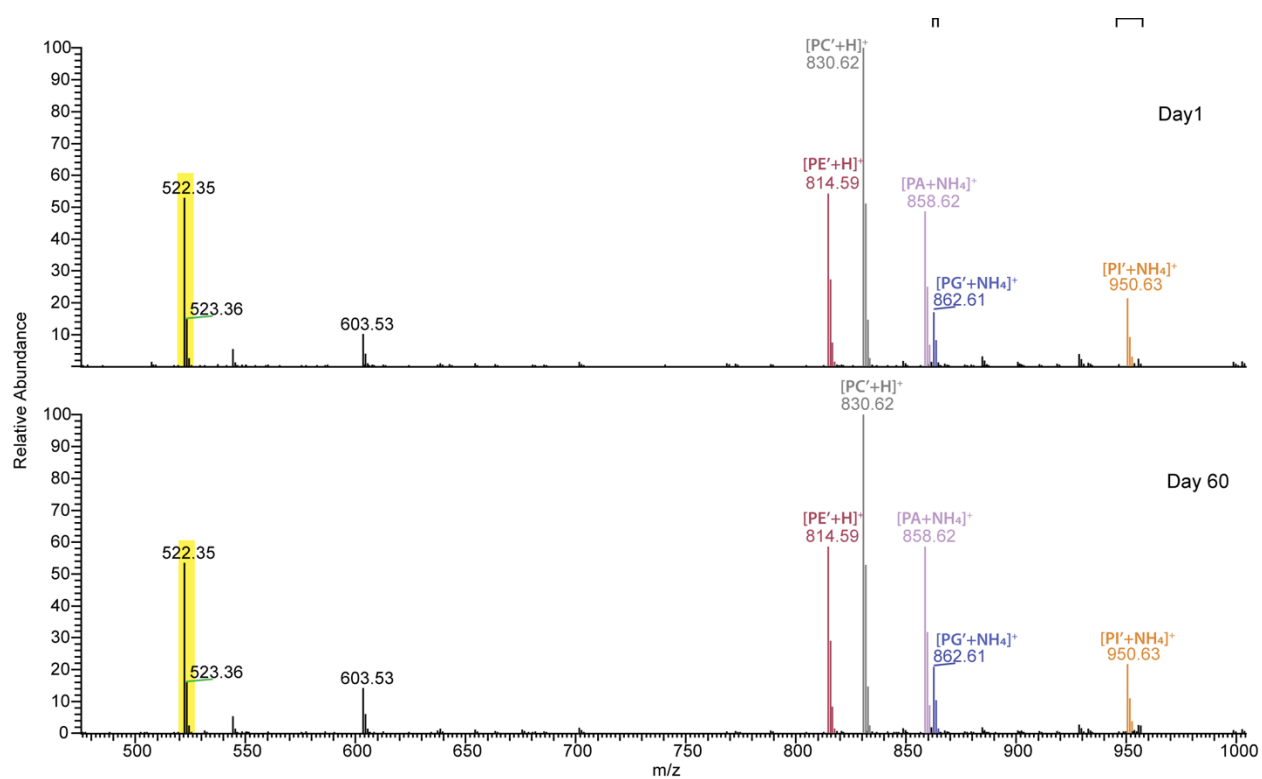 [PC′+H]⁺
830.62
100
90
80
70
60
50
40
30
20
10
Day1
[PE′+H]⁺
814.59
522.35
[PA+NH₄]⁺
858.62
523.36
603.53
[PG′+NH₄]⁺
862.61
[PI′+NH₄]⁺
950.63
Relative Abundance
[PC′+H]⁺
830.62
100
90
80
70
60
50
40
30
20
10
0
Day 60
[PE′+H]⁺
814.59
[PA+NH₄]⁺
858.62
522.35
523.36
603.53
[PG′+NH₄]⁺
862.61
[PI′+NH₄]⁺
950.63
500 550 600 650 700 750 800 850 900 950 1000
m/z